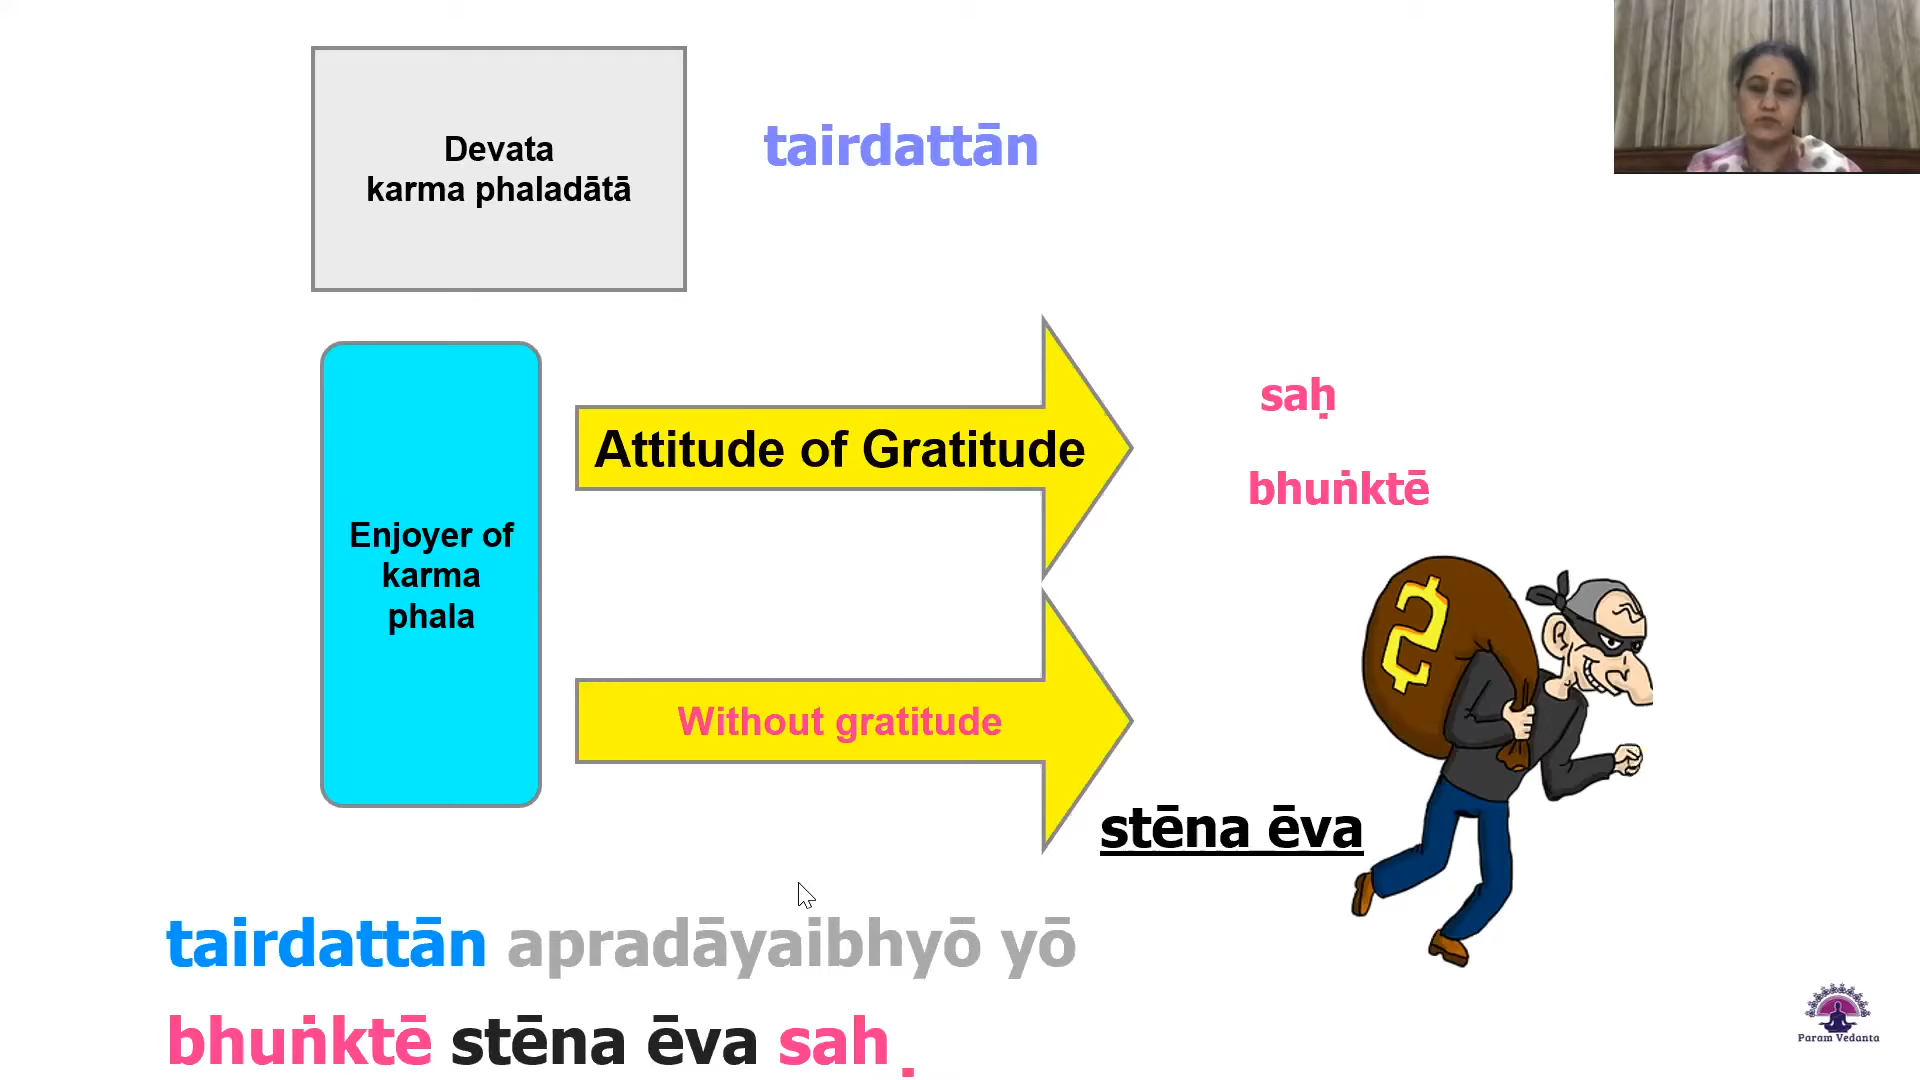 Devata
karma phaladātā
tairdattān
Attitude of Gratitude
saḥ
bhuṅktē
Enjoyer of
karma
phala
Without gratitude
stēna ēva
tairdattān apradāyaibhyō yō
bhuṅktē stēna ēva saḥ
Param Vedanta